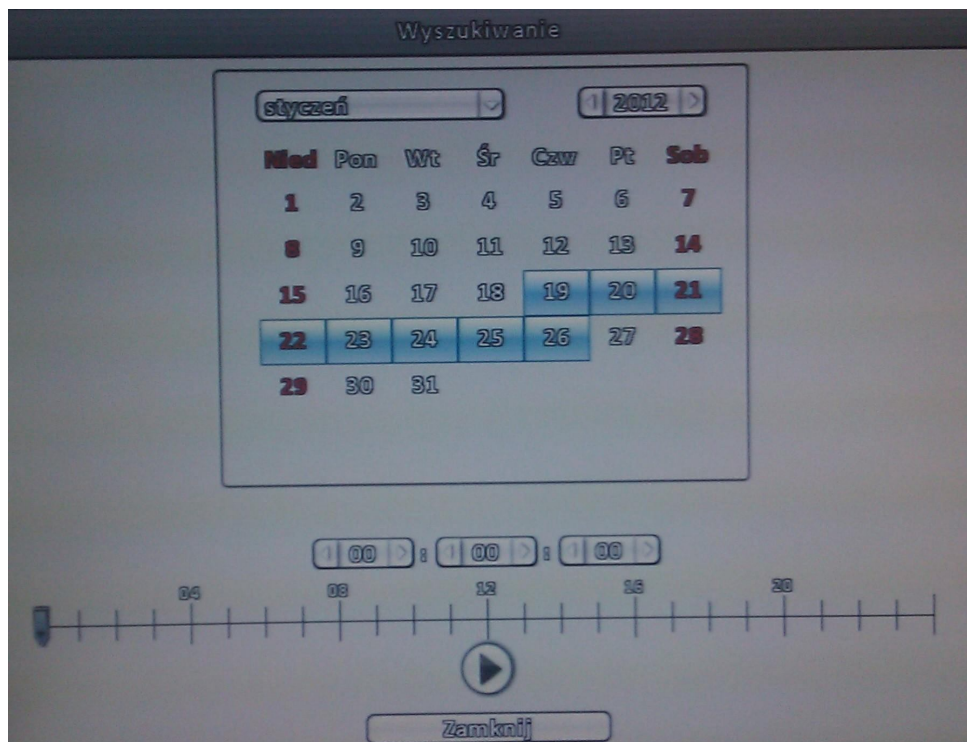 Wyszukiwanie
styczeń 2012
Nied Pon Wt Śr Czw Pt Sob
1 2 3 4 5 6 7
8 9 10 11 12 13 14
15 16 17 18 19 20 21
22 23 24 25 26 27 28
29 30 31
00 : 00 : 00
04 08 12 16 20
Zamknij